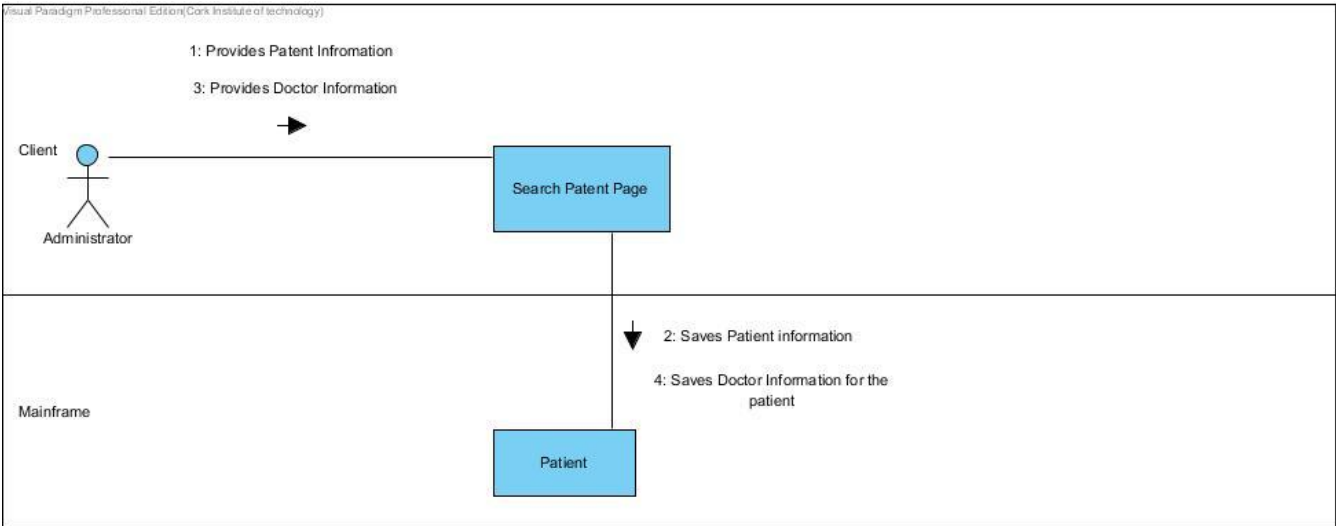 Visual Paradigm Professional Edition(Cork Institute of technology)
1: Provides Patent Infromation
3: Provides Doctor Information
Client
Administrator
Search Patent Page
2: Saves Patient information
4: Saves Doctor Information for the
patient
Mainframe
Patient